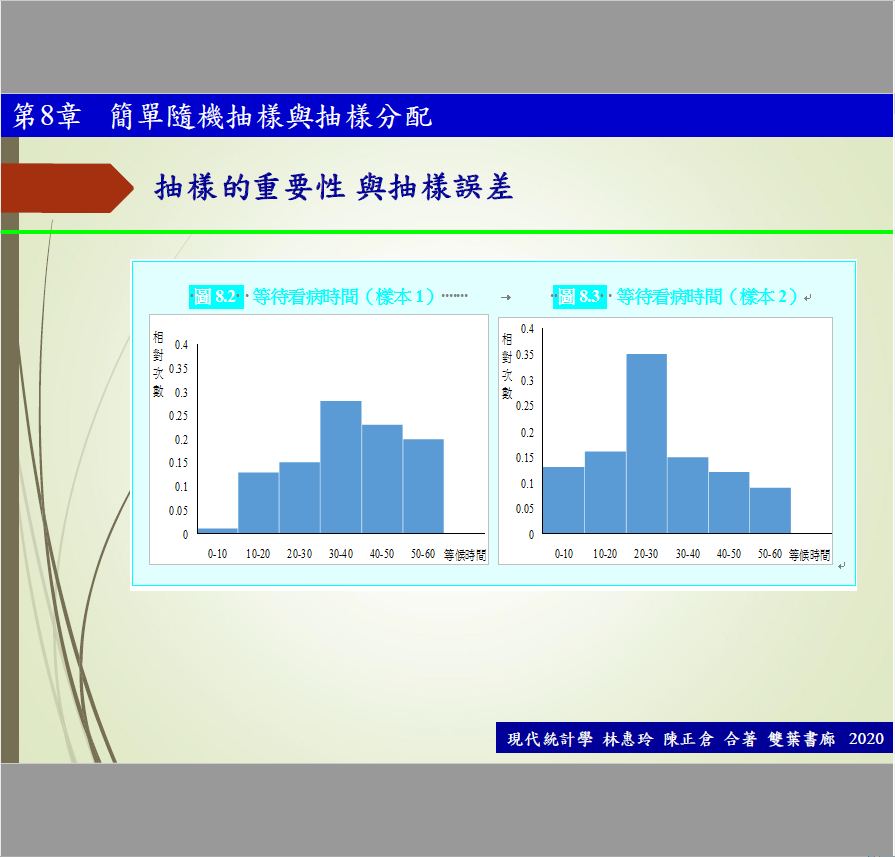 第8章 簡單隨機抽樣與抽樣分配
抽樣的重要性 與抽樣誤差
圖 8.2 等待看病時間（樣本 1）
相對次數
0.4
0.35
0.3
0.25
0.2
0.15
0.1
0.05
0
0-10 10-20 20-30 30-40 40-50 50-60 等候時間
圖 8.3 等待看病時間（樣本 2）
相對次數
0.4
0.35
0.3
0.25
0.2
0.15
0.1
0.05
0
0-10 10-20 20-30 30-40 40-50 50-60 等候時間
現代統計學 林惠玲 陳正倉 合著 雙葉書廊 2020